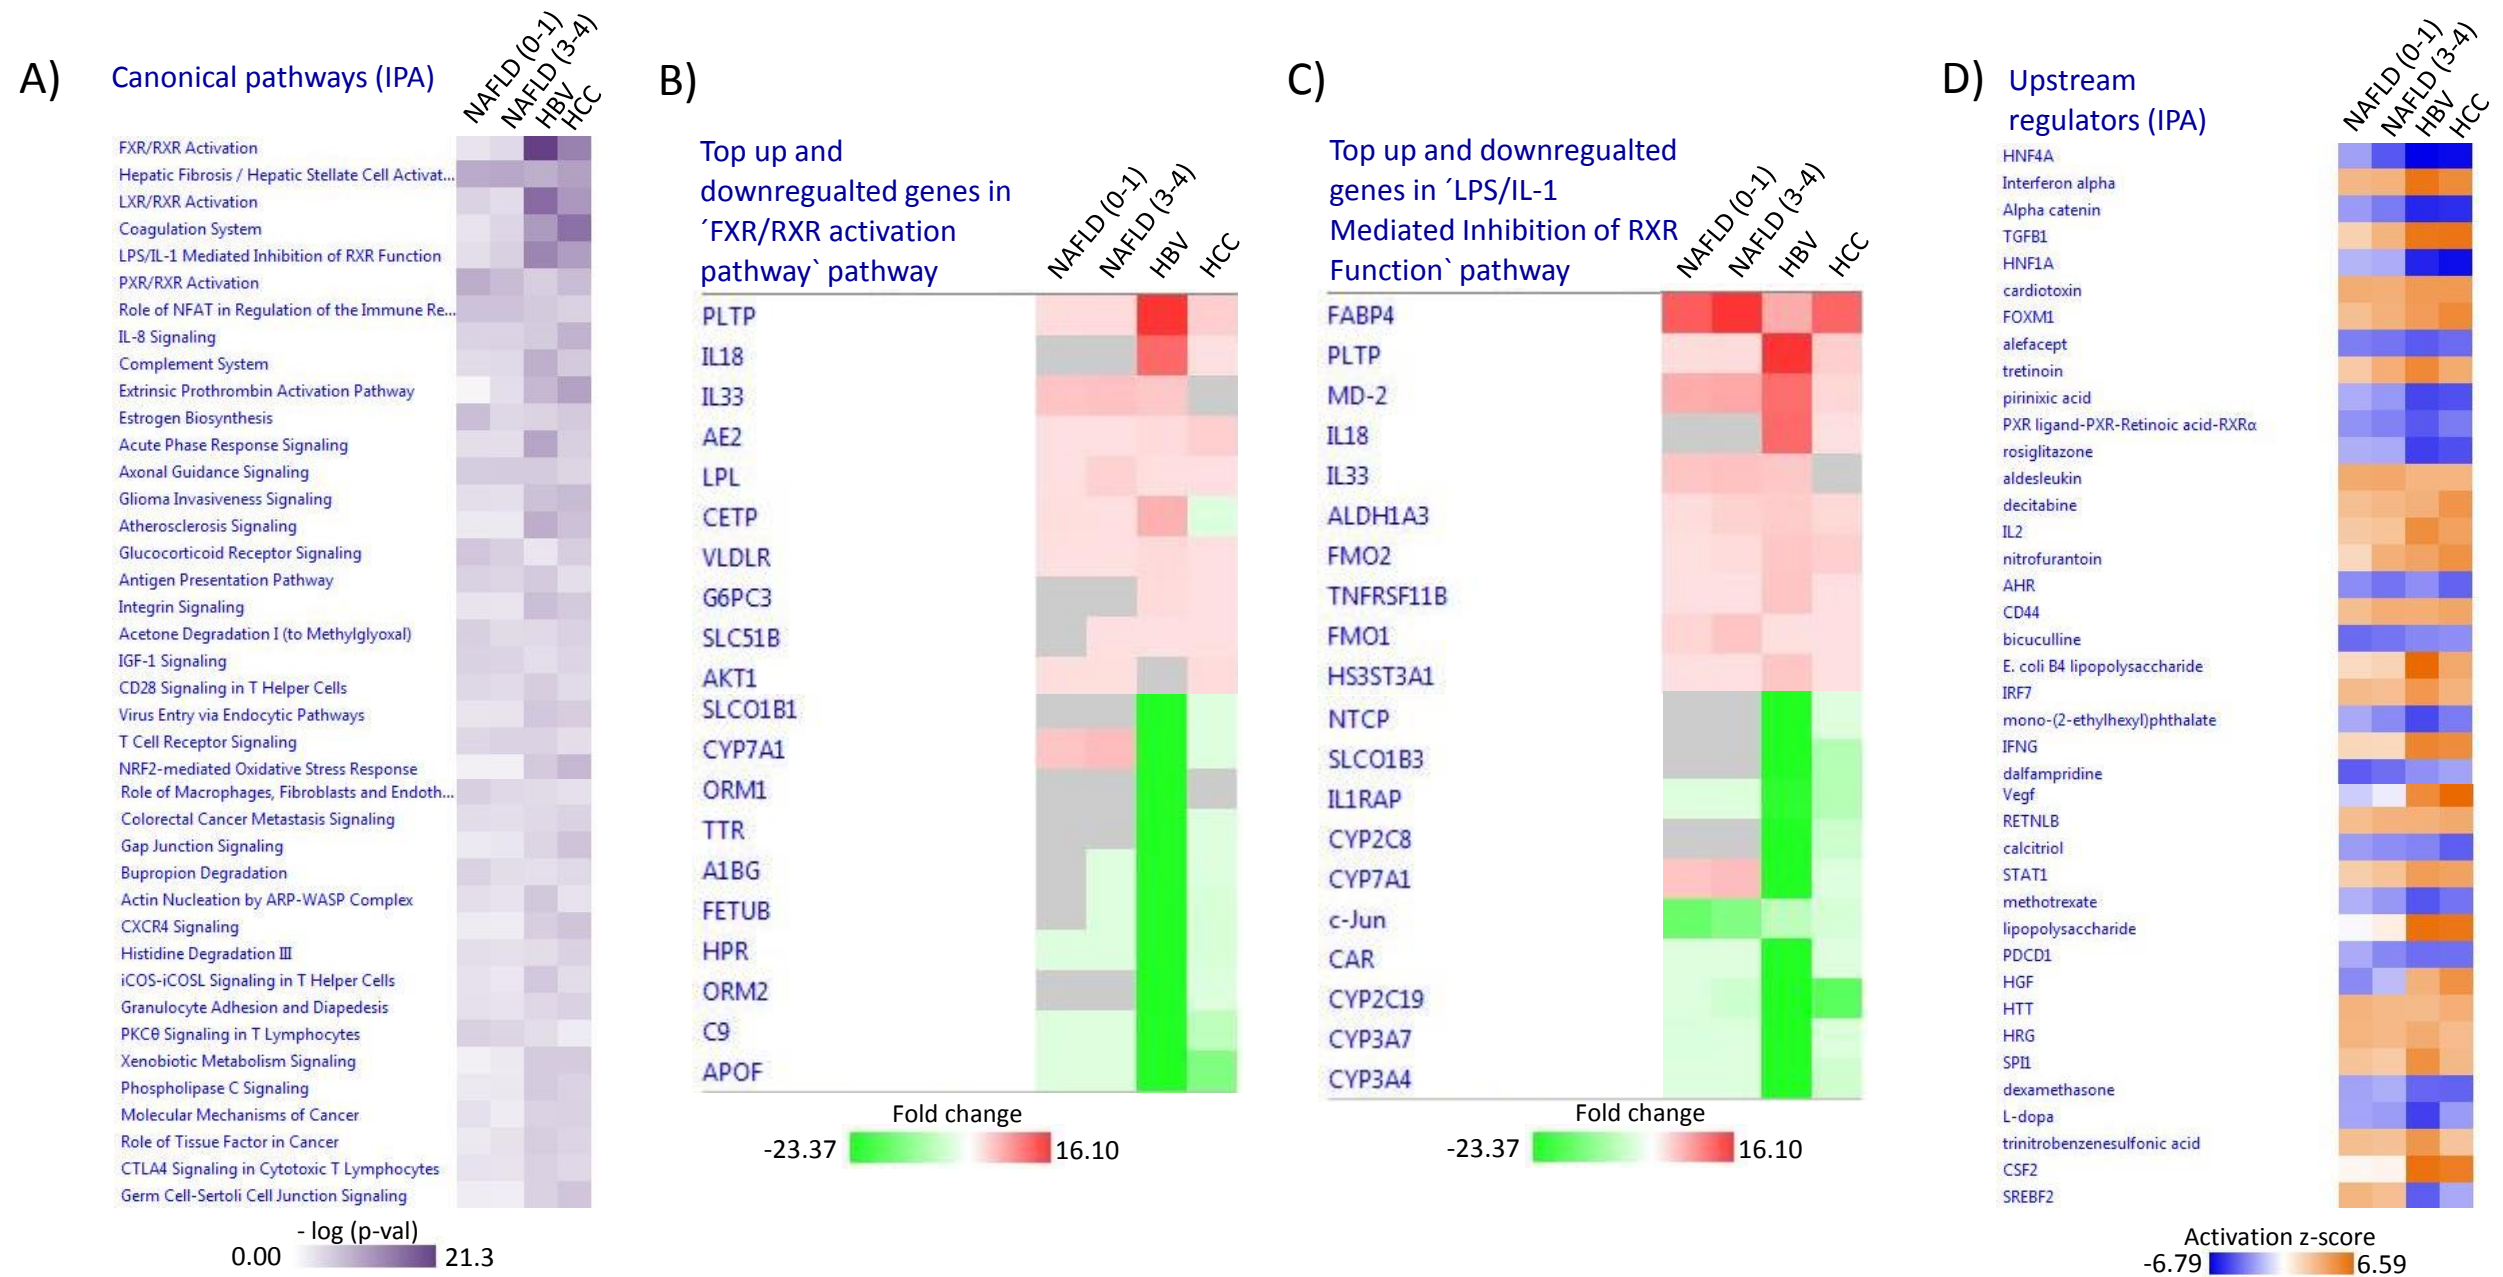 A)
Canonical pathways (IPA)
NAFLD (0-1)
NAFLD (3-4)
HBV
HCC
FXR/RXR Activation
Hepatic Fibrosis / Hepatic Stellate Cell Activat...
LXR/RXR Activation
Coagulation System
LPS/IL-1 Mediated Inhibition of RXR Function
PXR/RXR Activation
Role of NFAT in Regulation of the Immune Re...
IL-8 Signaling
Complement System
Extrinsic Prothrombin Activation Pathway
Estrogen Biosynthesis
Acute Phase Response Signaling
Axonal Guidance Signaling
Glioma Invasiveness Signaling
Atherosclerosis Signaling
Glucocorticoid Receptor Signaling
Antigen Presentation Pathway
Integrin Signaling
Acetone Degradation I (to Methylglyoxal)
IGF-1 Signaling
CD28 Signaling in T Helper Cells
Virus Entry via Endocytic Pathways
T Cell Receptor Signaling
NRF2-mediated Oxidative Stress Response
Role of Macrophages, Fibroblasts and Endoth...
Colorectal Cancer Metastasis Signaling
Gap Junction Signaling
Bupropion Degradation
Actin Nucleation by ARP-WASP Complex
CXCR4 Signaling
Histidine Degradation III
iCOS-iCOSL Signaling in T Helper Cells
Granulocyte Adhesion and Diapedesis
PKCθ Signaling in T Lymphocytes
Xenobiotic Metabolism Signaling
Phospholipase C Signaling
Molecular Mechanisms of Cancer
Role of Tissue Factor in Cancer
CTLA4 Signaling in Cytotoxic T Lymphocytes
Germ Cell-Sertoli Cell Junction Signaling
- log (p-val)
0.00 21.3
B)
Top up and
downregualted genes in
´FXR/RXR activation
pathway` pathway
NAFLD (0-1)
NAFLD (3-4)
HBV
HCC
PLTP
IL18
IL33
AE2
LPL
CETP
VLDLR
G6PC3
SLC51B
AKT1
SLCO1B1
CYP7A1
ORM1
TTR
A1BG
FETUB
HPR
ORM2
C9
APOF
Fold change
-23.37 16.10
C)
Top up and downregualted
genes in ´LPS/IL-1
Mediated Inhibition of RXR
Function` pathway
NAFLD (0-1)
NAFLD (3-4)
HBV
HCC
FABP4
PLTP
MD-2
IL18
IL33
ALDH1A3
FMO2
TNFRSF11B
FMO1
HS3ST3A1
NTCP
SLCO1B3
IL1RAP
CYP2C8
CYP7A1
c-Jun
CAR
CYP2C19
CYP3A7
CYP3A4
Fold change
-23.37 16.10
D)
Upstream
regulators (IPA)
NAFLD (0-1)
NAFLD (3-4)
HBV
HCC
HNF4A
Interferon alpha
Alpha catenin
TGFB1
HNF1A
cardiotoxin
FOXM1
alefacept
tretinoin
pirinixic acid
PXR ligand-PXR-Retinoic acid-RXRα
rosiglitazone
aldesleukin
decitabine
IL2
nitrofurantoin
AHR
CD44
bicuculline
E. coli B4 lipopolysaccharide
IRF7
mono-(2-ethylhexyl)phthalate
IFNG
dalfampridine
Vegf
RETNLB
calcitriol
STAT1
methotrexate
lipopolysaccharide
PDCD1
HGF
HTT
HRG
SPI1
dexamethasone
L-dopa
trinitrobenzenesulfonic acid
CSF2
SREBF2
Activation z-score
-6.79 6.59